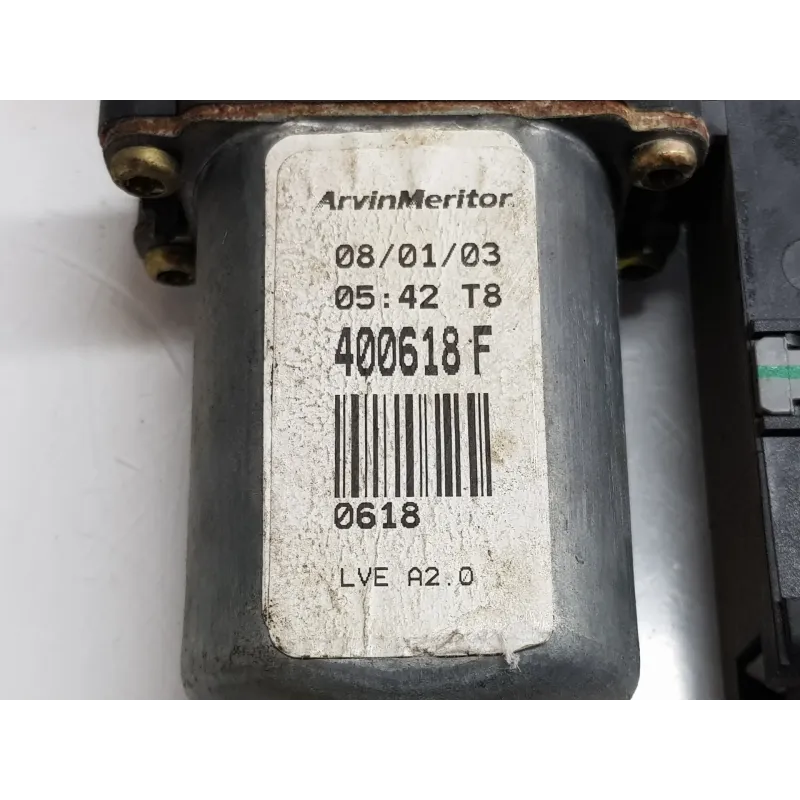 ArvinMeritor
08/01/03
05:42 T8
400618 F
0618
LVE A2.0